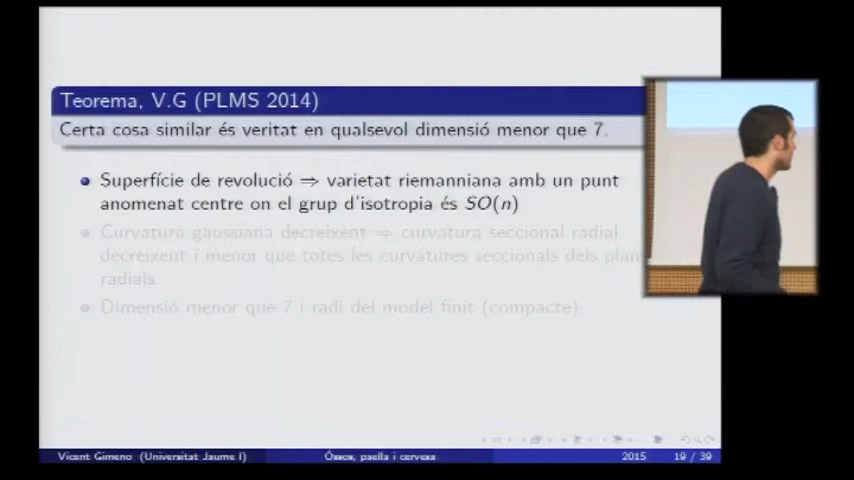 Teorema, V.G (PLMS 2014)
Certa cosa similar és veritat en qualsevol dimensió menor que 7.
Superfície de revolució ⇒ varietat riemanniana amb un punt
anomenat centre on el grup d'isotropia és SO(n)
Curvatura gaussiana decreixent ⇒ curvatura seccional radial
decreixent i menor que totes les curvatures seccionals dels plan
radials
Dimensió menor que 7 i radi del model finit (compacte)
Vicent Gimeno (Universitat Jaume I) Óssos, paella i cervesa 2015 19 / 39